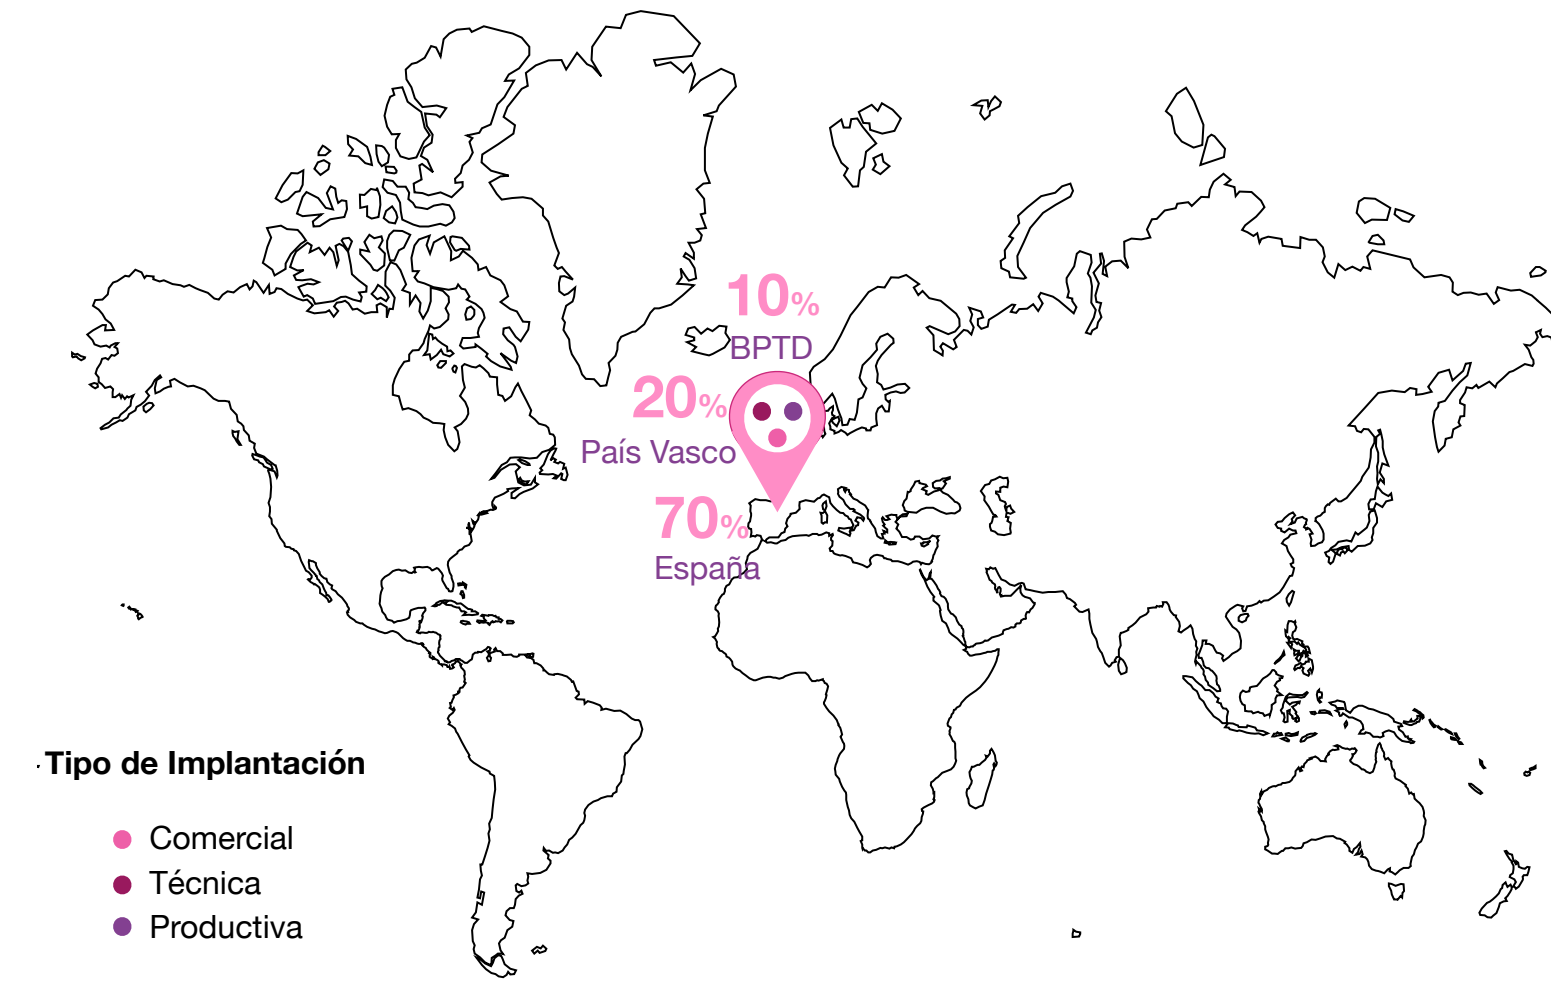 10%
BPTD
20%
País Vasco
70%
España
Tipo de Implantación
Comercial
Técnica
Productiva